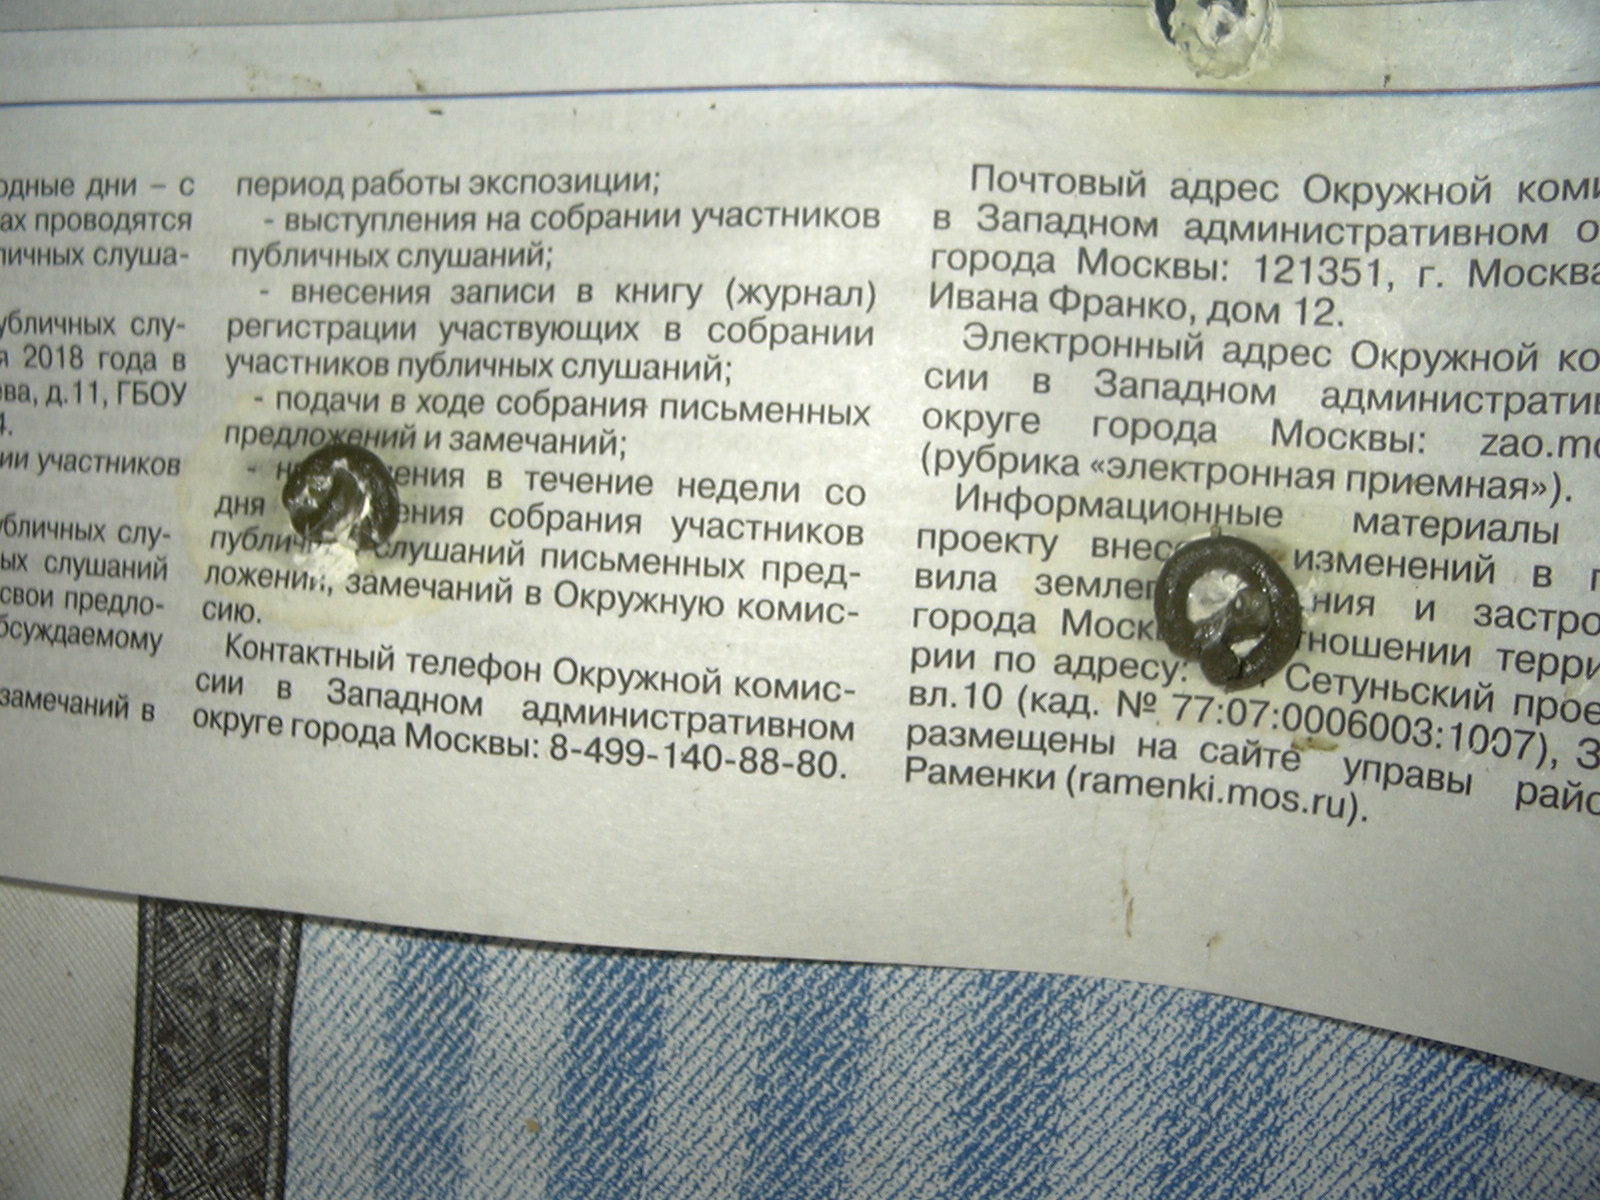 одные дни – с
ах проводятся
личных слуша-
убличных слу-
я 2018 года в
ева, д.11, ГБОУ
4.
ии участников
убличных слу-
ых слушаний
свои предло-
бсуждаемому
замечаний в
период работы экспозиции;
- выступления на собрании участников
публичных слушаний;
- внесения записи в книгу (журнал)
регистрации участвующих в собрании
участников публичных слушаний;
- подачи в ходе собрания письменных
предложений и замечаний;
- в течение недели со
дня собрания участников
слушаний письменных пред-
ложений, замечаний в Окружную комис-
сию.
Контактный телефон Окружной комис-
сии в Западном административном
округе города Москвы: 8-499-140-88-80.
Почтовый адрес Окружной коми
в Западном административном о
города Москвы: 121351, г. Москва
Ивана Франко, дом 12.
Электронный адрес Окружной ко
сии в Западном административ
округе города Москвы: zao.mo
(рубрика «электронная приемная»).
Информационные материалы
проекту внес изменений в п
вила землеп ния и застро
города Моск тношении терри
рии по адресу: Сетуньский прое
вл.10 (кад. № 77:07:0006003:1007), З
размещены на сайте управы райо
Раменки (ramenki.mos.ru).